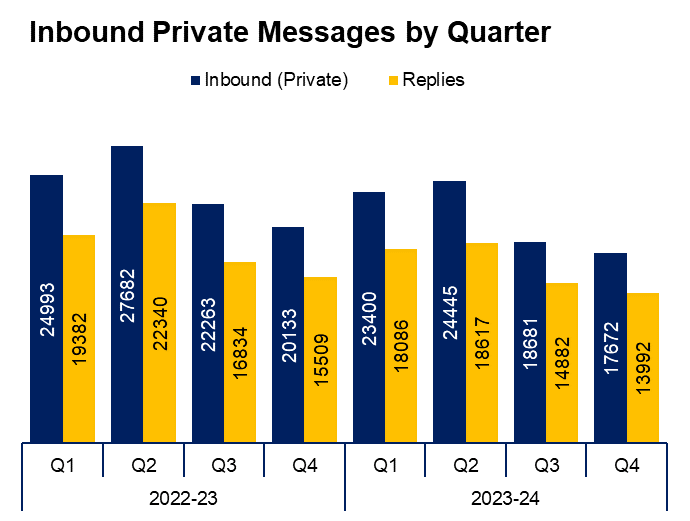 Inbound Private Messages by Quarter
Inbound (Private) Replies
24993 19382 27682 22340 22263 16834 20133 15509 23400 18086 24445 18617 18681 14882 17672 13992
Q1 Q2 Q3 Q4 Q1 Q2 Q3 Q4
2022-23 2023-24